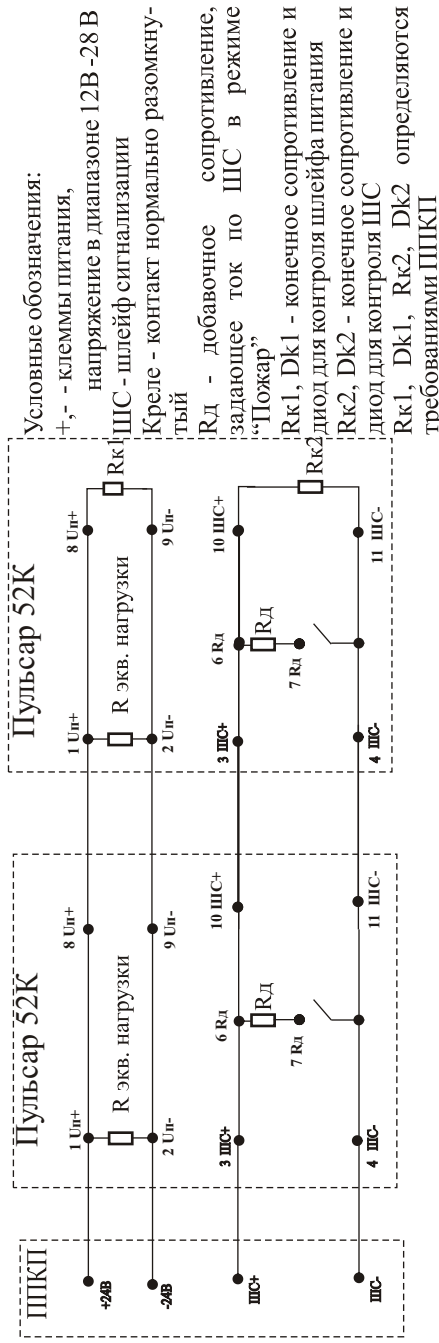 ППКП
+24В
-24В
ШС+
ШС-
Пульсар 52К
1 Uп+
R экв. нагрузки
2 Uп-
8 Uп+
9 Uп-
3 ШС+
6 Rд
Rд
7 Rд
10 ШС+
4 ШС-
11 ШС-
Пульсар 52К
1 Uп+
R экв. нагрузки
2 Uп-
8 Uп+
Rк1
9 Uп-
3 ШС+
6 Rд
Rд
7 Rд
10 ШС+
Rк2
4 ШС-
11 ШС-
Условные обозначения:
+,- - клеммы питания,
напряжение в диапазоне 12В -28 В
ШС - шлейф сигнализации
Креле - контакт нормально разомкну-
тый
Rд - добавочное сопротивление,
задающее ток по ШС в режиме
“Пожар”
Rк1, Dk1 - конечное сопротивление и
диод для контроля шлейфа питания
Rк2, Dk2 - конечное сопротивление и
диод для контроля ШС
Rк1, Dk1, Rк2, Dk2 определяются
требованиями ППКП